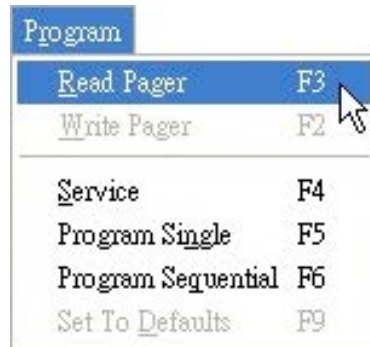 Program
Read Pager F3
Write Pager F2
Service F4
Program Single F5
Program Sequential F6
Set To Defaults F9